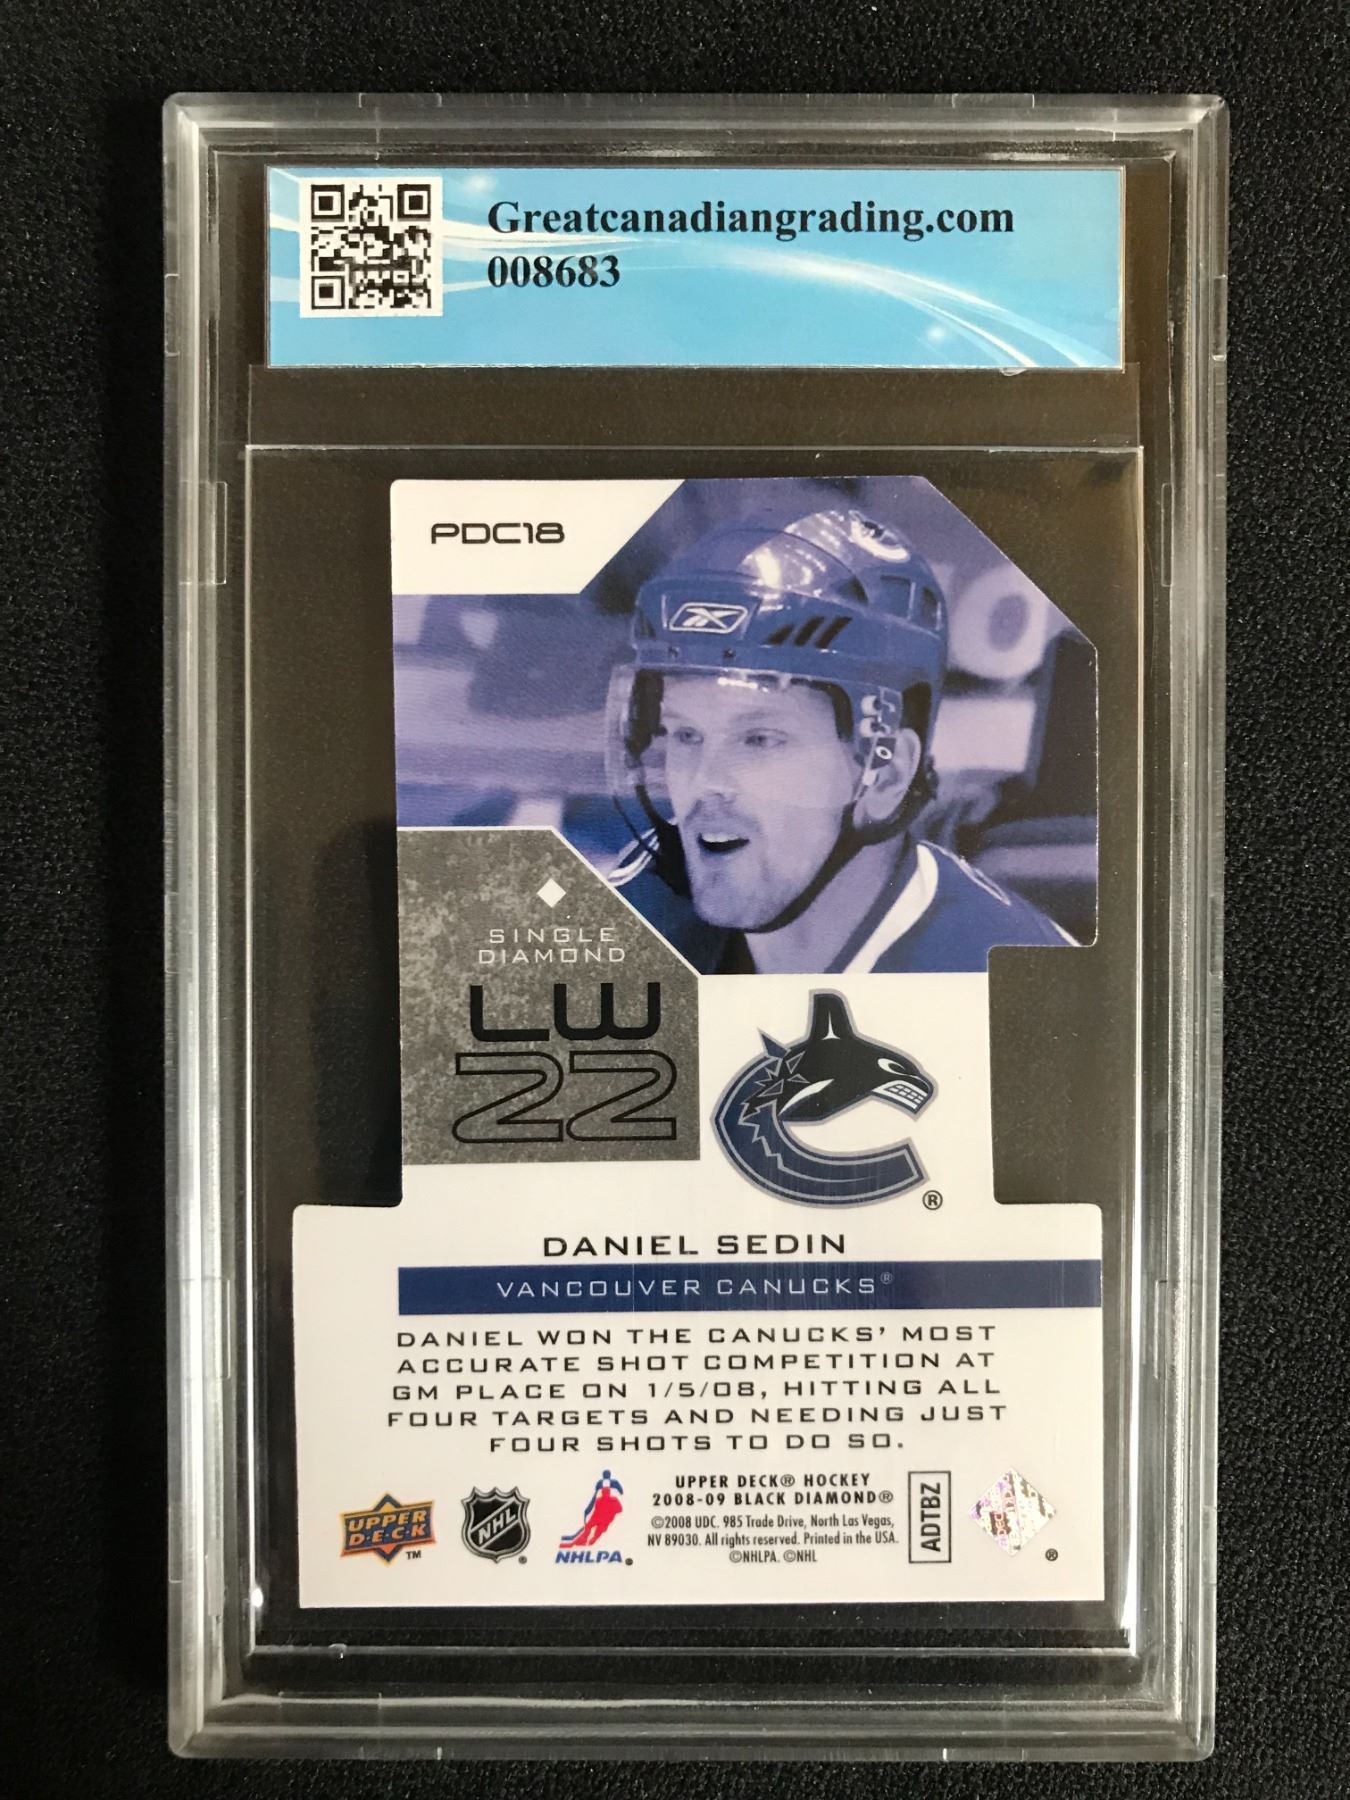 Greatcanadiangrading.com
008683
PDC18
SINGLE
DIAMOND
LW
22
®
DANIEL SEDIN
VANCOUVER CANUCKS®
DANIEL WON THE CANUCKS' MOST
ACCURATE SHOT COMPETITION AT
GM PLACE ON 1/5/08, HITTING ALL
FOUR TARGETS AND NEEDING JUST
FOUR SHOTS TO DO SO.
UPPER
D·E·C·K
TM
NHL
®
NHLPA®
UPPER DECK® HOCKEY
2008-09 BLACK DIAMOND®
©2008 UDC. 985 Trade Drive, North Las Vegas,
NV 89030. All rights reserved. Printed in the USA.
©NHLPA. ©NHL
ADTBZ
®